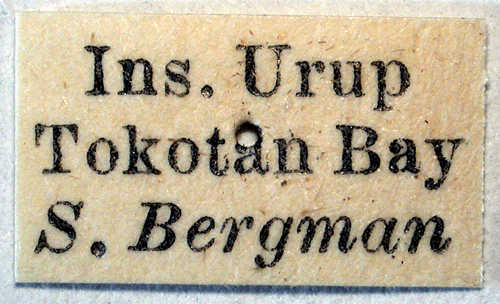 Ins. Urup
Tokotan Bay
S. Bergman